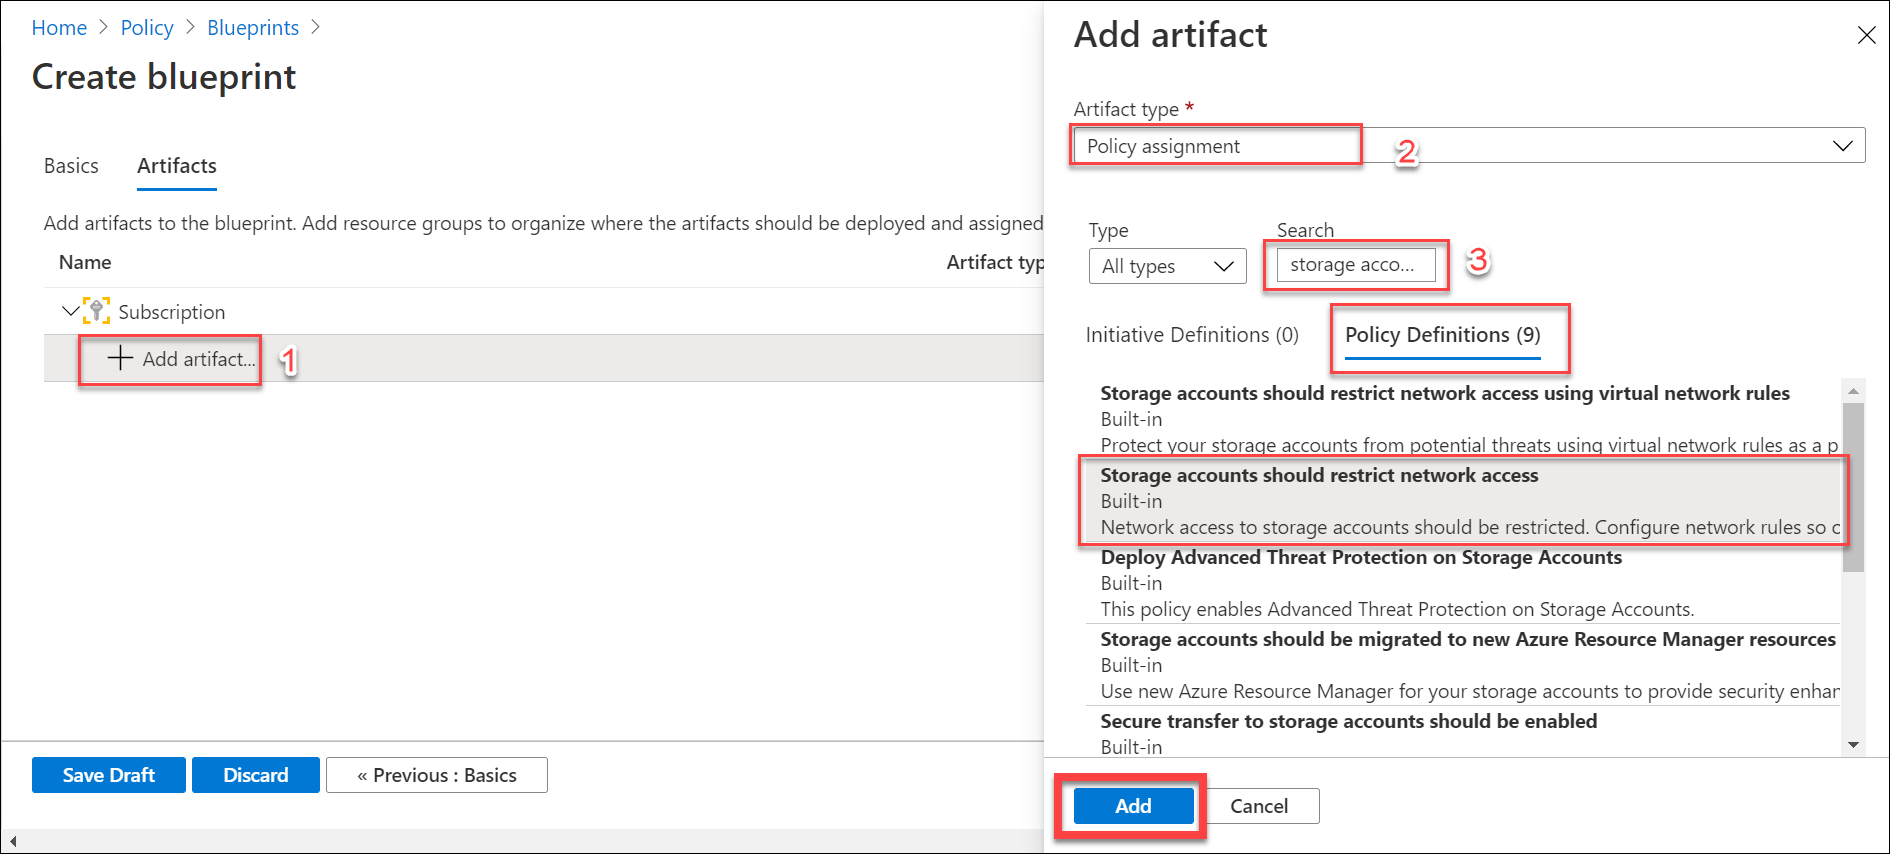 Home > Policy > Blueprints >
Create blueprint
Basics
Artifacts
Add artifacts to the blueprint. Add resource groups to organize where the artifacts should be deployed and assigned
Name
Artifact typ
Subscription
+ Add artifact...
1
Save Draft
Discard
« Previous : Basics
Add artifact
Artifact type *
Policy assignment
2
Type
Search
All types
storage acco...
3
Initiative Definitions (0)
Policy Definitions (9)
Storage accounts should restrict network access using virtual network rules
Built-in
Protect your storage accounts from potential threats using virtual network rules as a p
Storage accounts should restrict network access
Built-in
Network access to storage accounts should be restricted. Configure network rules so
Deploy Advanced Threat Protection on Storage Accounts
Built-in
This policy enables Advanced Threat Protection on Storage Accounts.
Storage accounts should be migrated to new Azure Resource Manager resources
Built-in
Use new Azure Resource Manager for your storage accounts to provide security enhan
Secure transfer to storage accounts should be enabled
Built-in
Add
Cancel